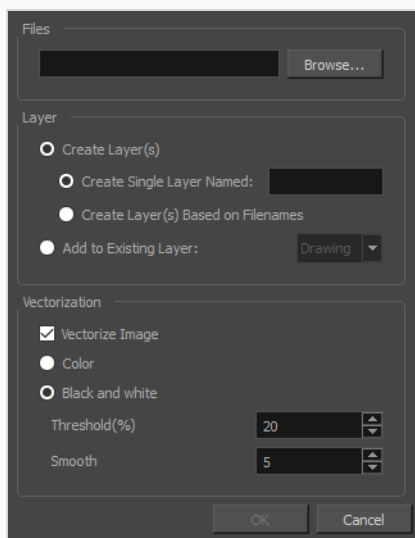 Files
Browse...
Layer
Create Layer(s)
Create Single Layer Named:
Create Layer(s) Based on Filenames
Add to Existing Layer: Drawing
Vectorization
Vectorize Image
Color
Black and white
Threshold(%) 20
Smooth 5
OK Cancel